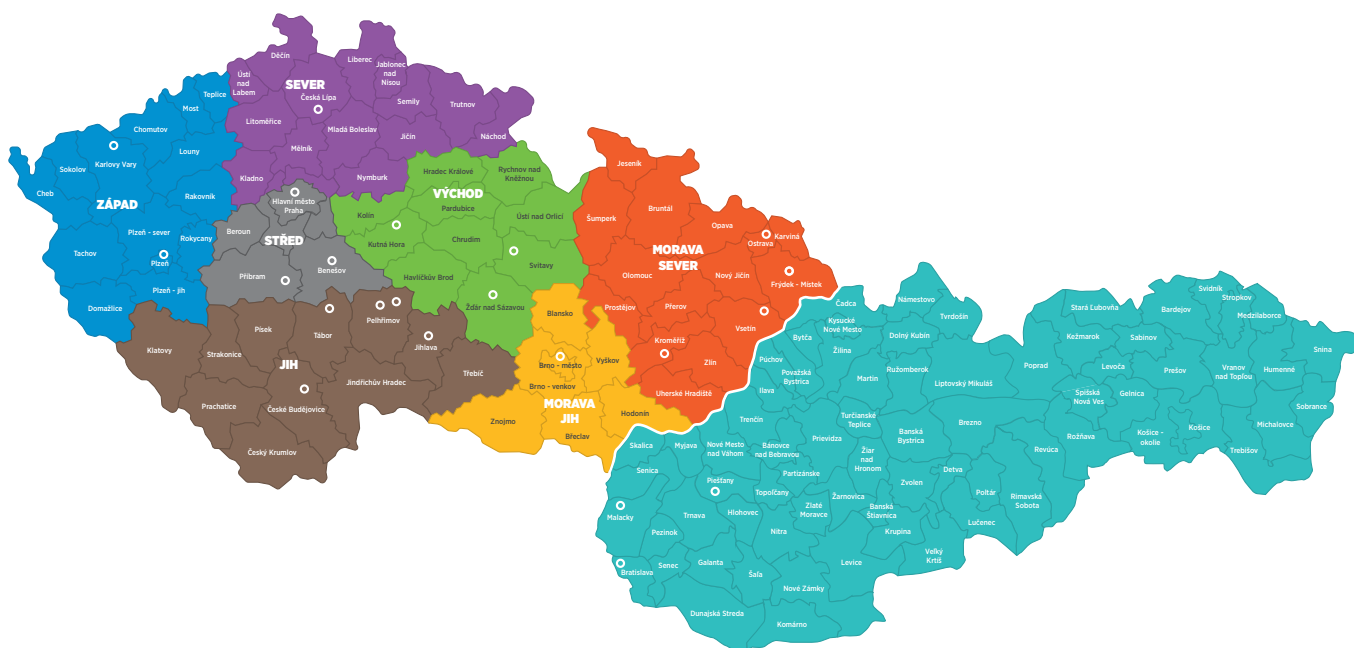 Děčín
Liberec
Jablonec
nad
Nisou
Ústí
nad
Labem
SEVER
Česká Lípa
Semily
Trutnov
Litoměřice
Mladá Boleslav
Jičín
Náchod
Mělník
Kladno
Nymburk
Teplice
Most
Chomutov
Louny
Karlovy Vary
Sokolov
Cheb
Rakovník
ZÁPAD
Plzeň - sever
Rokycany
Tachov
Plzeň
Plzeň - jih
Domažlice
Hlavní město
Praha
Beroun
STŘED
Benešov
Příbram
Hradec Králové
Rychnov nad
Kněžnou
VÝCHOD
Pardubice
Kolín
Ústí nad Orlicí
Kutná Hora
Chrudim
Svitavy
Havlíčkův Brod
Žďár nad Sázavou
Klatovy
Písek
Tábor
Pelhřimov
Jihlava
Strakonice
JIH
Třebíč
Jindřichův Hradec
Prachatice
České Budějovice
Český Krumlov
Blansko
Vyškov
Brno - město
Brno - venkov
MORAVA
JIH
Hodonín
Znojmo
Břeclav
Jeseník
Bruntál
Šumperk
Opava
Karviná
Ostrava
MORAVA
SEVER
Olomouc
Nový Jičín
Frýdek - Místek
Prostějov
Přerov
Vsetín
Kroměříž
Zlín
Uherské Hradiště
Čadca
Námestovo
Tvrdošín
Kysucké
Nové Mesto
Bytča
Dolný Kubín
Žilina
Púchov
Považská
Bystrica
Martin
Ružomberok
Liptovský Mikuláš
Ilava
Trenčín
Turčianske
Teplice
Prievidza
Banská
Bystrica
Brezno
Skalica
Myjava
Nové Mesto
nad Váhom
Bánovce
nad Bebravou
Žiar
nad
Hronom
Senica
Partizánske
Piešťany
Topoľčany
Žarnovica
Zvolen
Detva
Poltár
Rimavská
Sobota
Revúca
Malacky
Trnava
Hlohovec
Zlaté
Moravce
Banská
Štiavnica
Krupina
Lučenec
Pezinok
Nitra
Veľký
Krtíš
Bratislava
Senec
Galanta
Šaľa
Levice
Nové Zámky
Dunajská Streda
Komárno
Svidník
Stropkov
Stará Ľubovňa
Bardejov
Medzilaborce
Kežmarok
Sabinov
Snina
Poprad
Levoča
Prešov
Vranov
nad Topľou
Humenné
Spišská
Nová Ves
Gelnica
Sobrance
Rožňava
Košice -
okolie
Košice
Michalovce
Trebišov